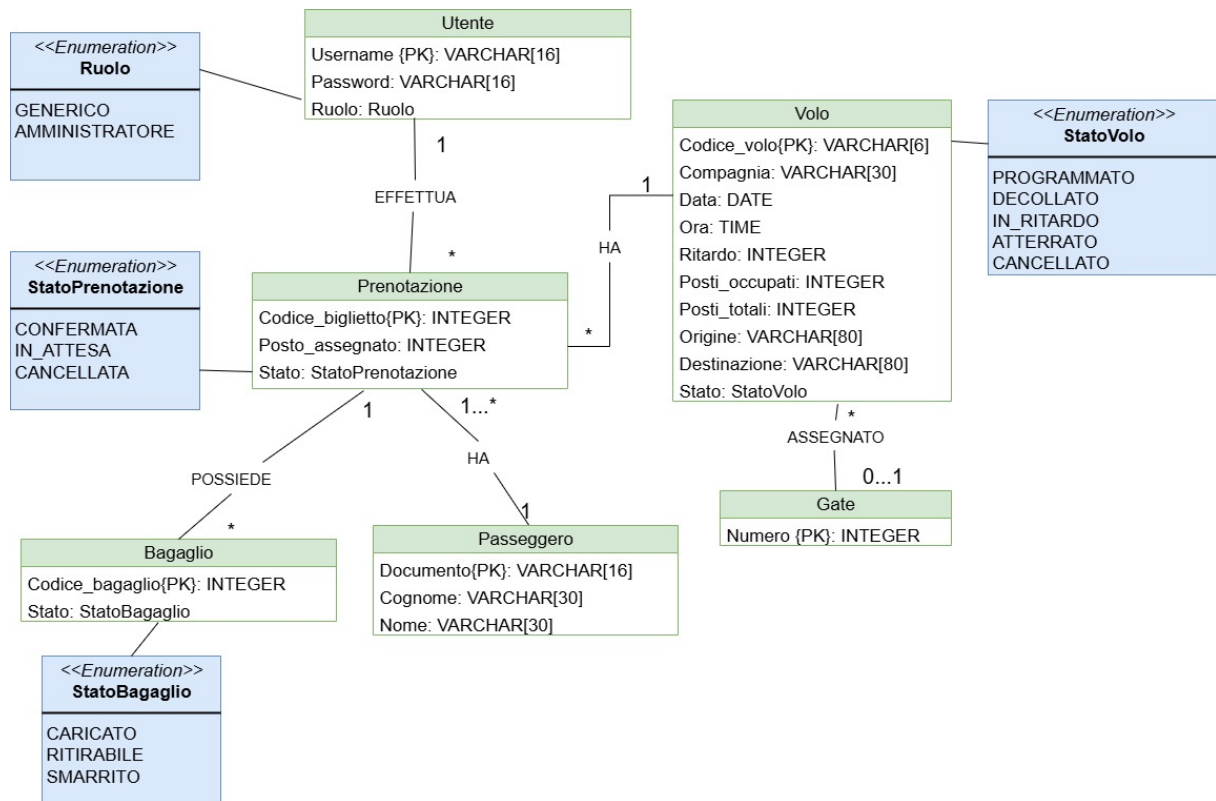 Utente
Username {PK}: VARCHAR[16]
Password: VARCHAR[16]
Ruolo: Ruolo
<<Enumeration>>
Ruolo
GENERICO
AMMINISTRATORE
1
EFFETTUA
*
Volo
Codice_volo{PK}: VARCHAR[6]
Compagnia: VARCHAR[30]
Data: DATE
Ora: TIME
Ritardo: INTEGER
Posti_occupati: INTEGER
Posti_totali: INTEGER
Origine: VARCHAR[80]
Destinazione: VARCHAR[80]
Stato: StatoVolo
<<Enumeration>>
StatoVolo
PROGRAMMATO
DECOLLATO
IN_RITARDO
ATTERRATO
CANCELLATO
1
HA
*
<<Enumeration>>
StatoPrenotazione
CONFERMATA
IN_ATTESA
CANCELLATA
Prenotazione
Codice_biglietto{PK}: INTEGER
Posto_assegnato: INTEGER
Stato: StatoPrenotazione
1
POSSIEDE
*
1...*
HA
1
*
ASSEGNATO
0...1
Gate
Numero {PK}: INTEGER
Bagaglio
Codice_bagaglio{PK}: INTEGER
Stato: StatoBagaglio
Passeggero
Documento{PK}: VARCHAR[16]
Cognome: VARCHAR[30]
Nome: VARCHAR[30]
<<Enumeration>>
StatoBagaglio
CARICATO
RITIRABILE
SMARRITO